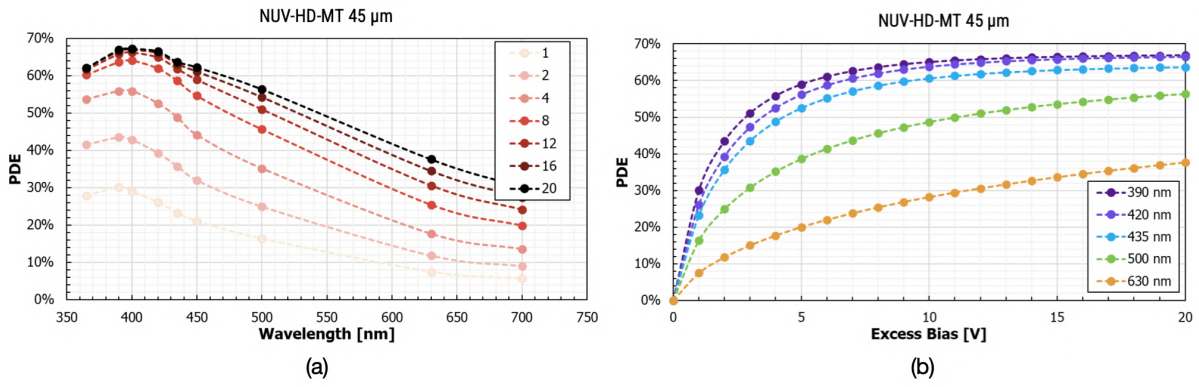 NUV-HD-MT 45 µm
70%
60%
50%
40%
30%
20%
10%
0%
PDE
350
400
450
500
550
600
650
700
750
Wavelength [nm]
1
2
4
8
12
16
20
(a)
NUV-HD-MT 45 µm
70%
60%
50%
40%
30%
20%
10%
0%
PDE
0
5
10
15
20
Excess Bias [V]
390 nm
420 nm
435 nm
500 nm
630 nm
(b)